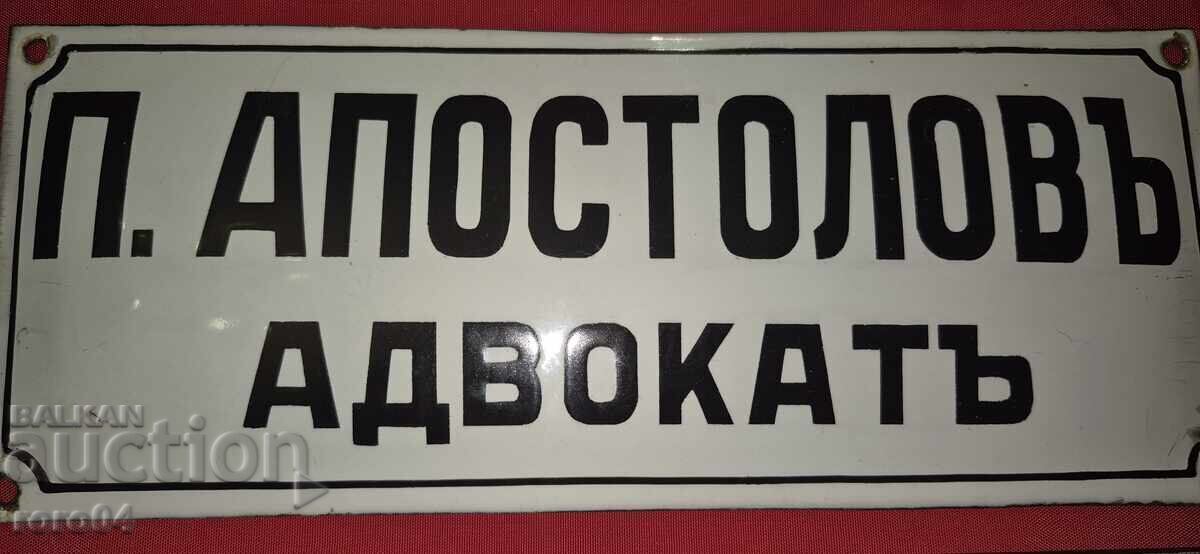 П. АПОСТОЛОВЪ
АДВОКАТЪ
BALKAN
auction
roro04